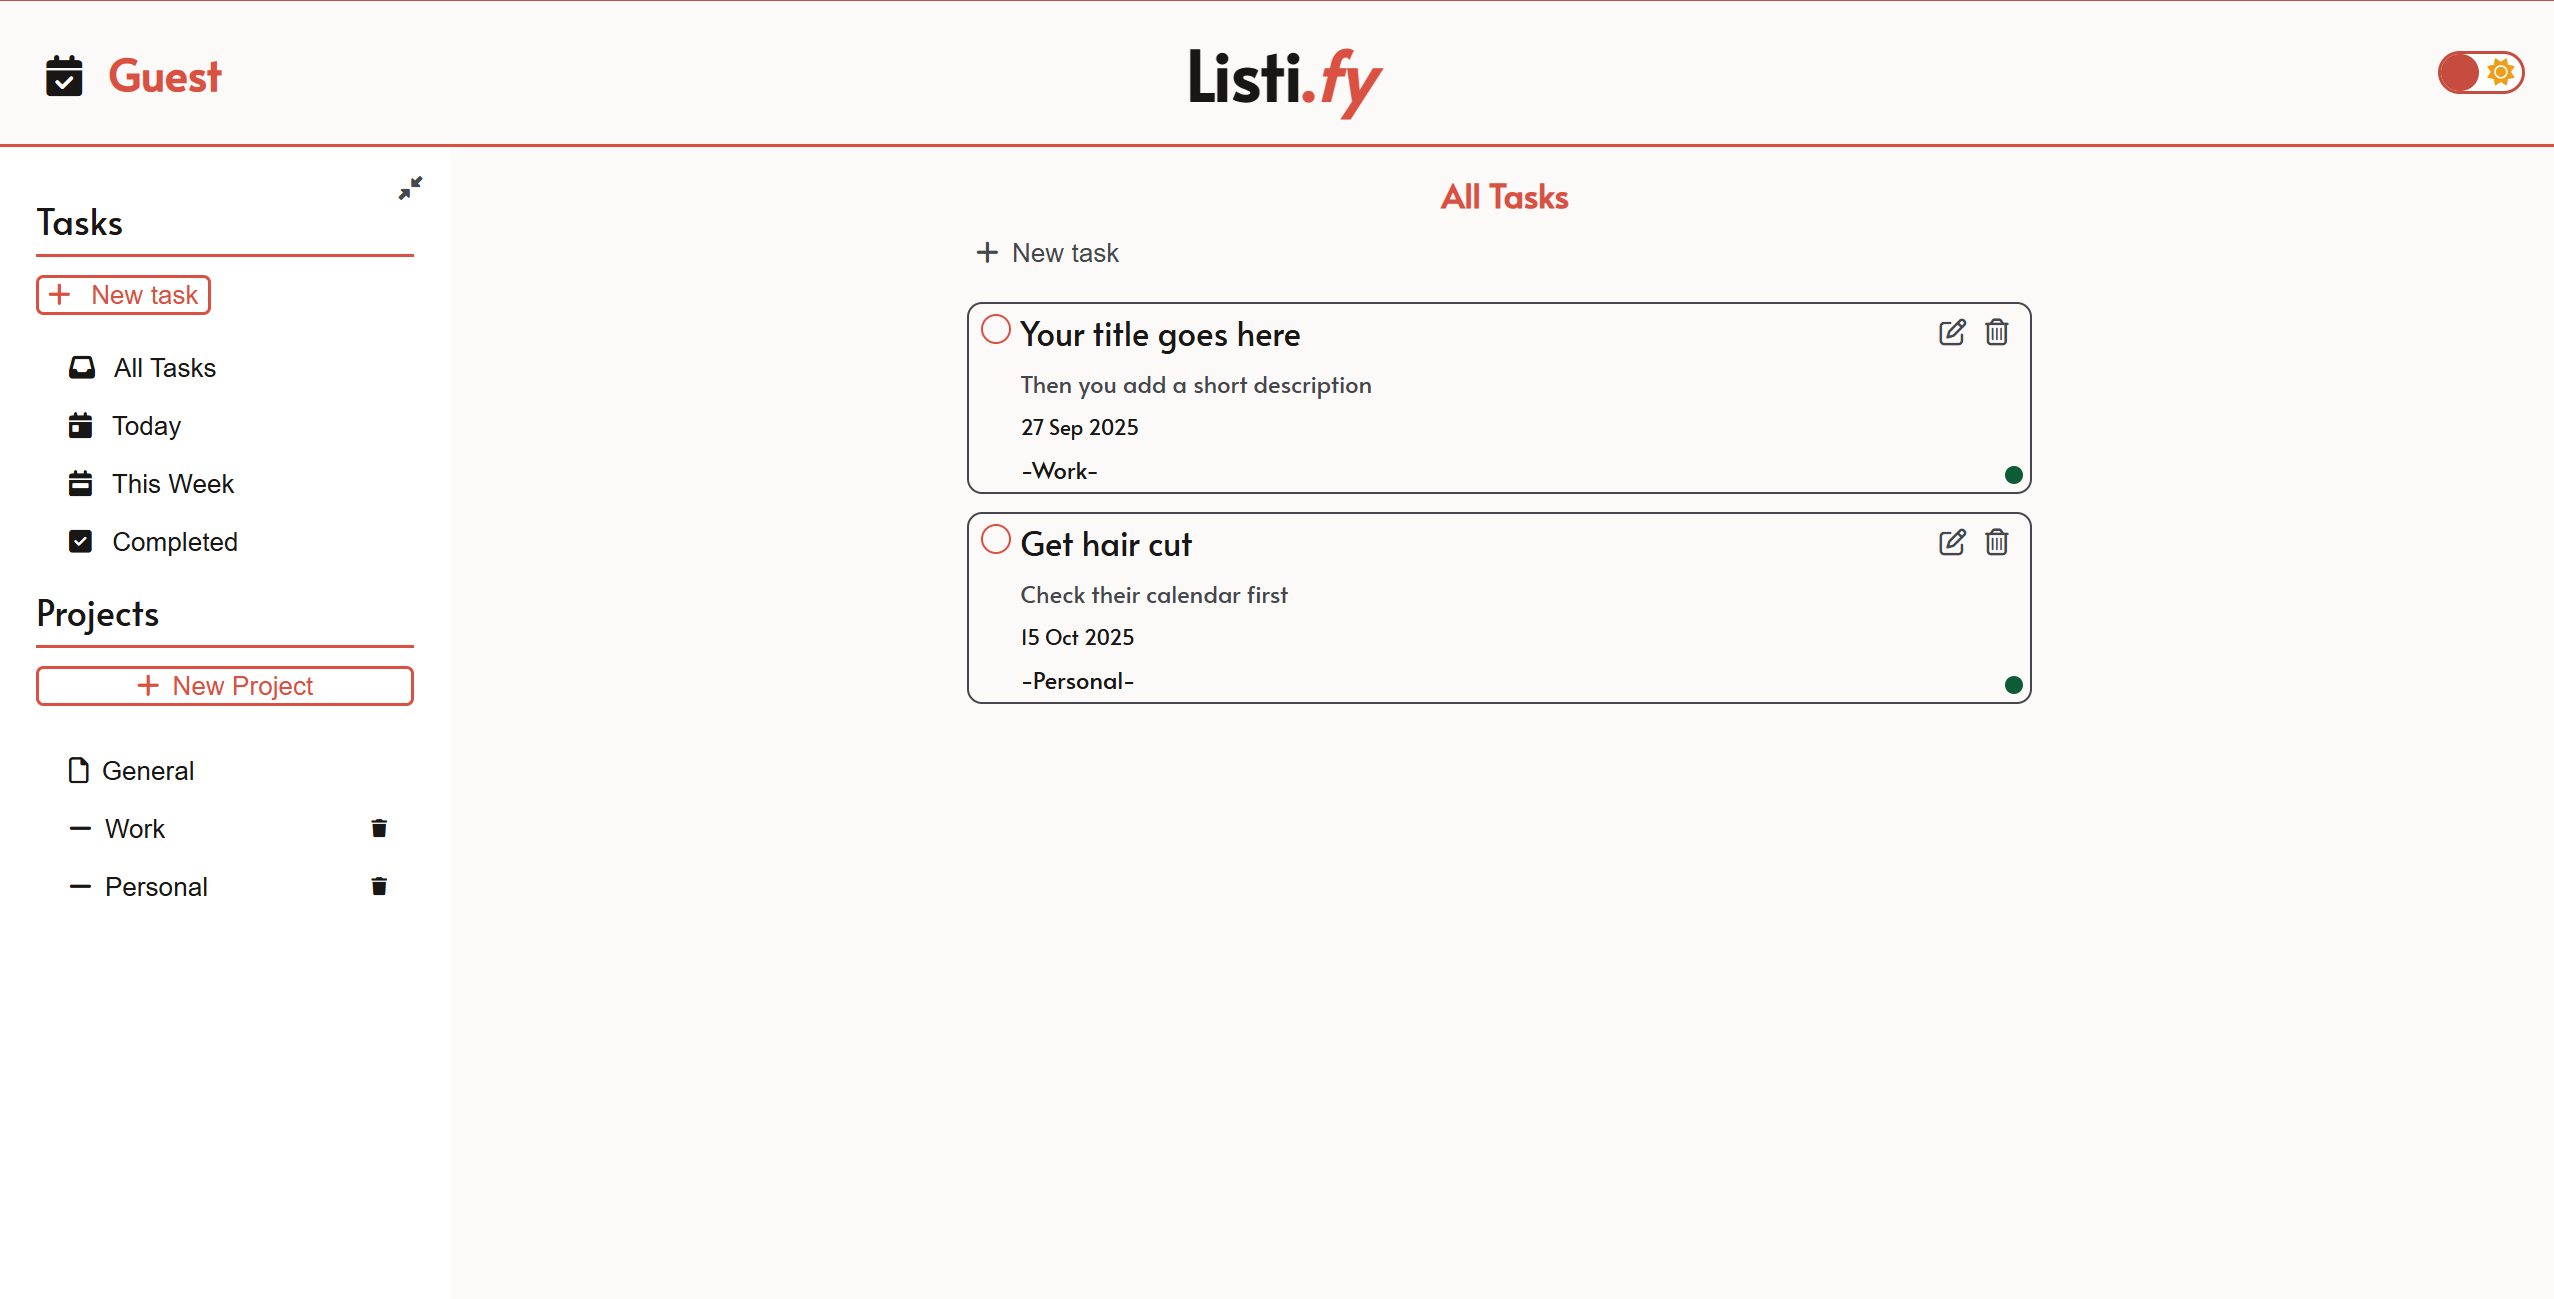 Guest
Listi.fy
Tasks
New task
All Tasks
Today
This Week
Completed
Projects
New Project
General
Work
Personal
All Tasks
New task
Your title goes here
Then you add a short description
27 Sep 2025
-Work-
Get hair cut
Check their calendar first
15 Oct 2025
-Personal-